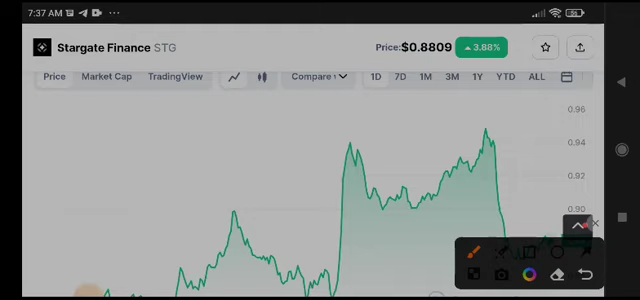 7:37 AM
Stargate Finance STG
Price: $0.8809 ▲ 3.88%
Price Market Cap TradingView Compare 1D 7D 1M 3M 1Y YTD ALL
0.96
0.94
0.92
0.90